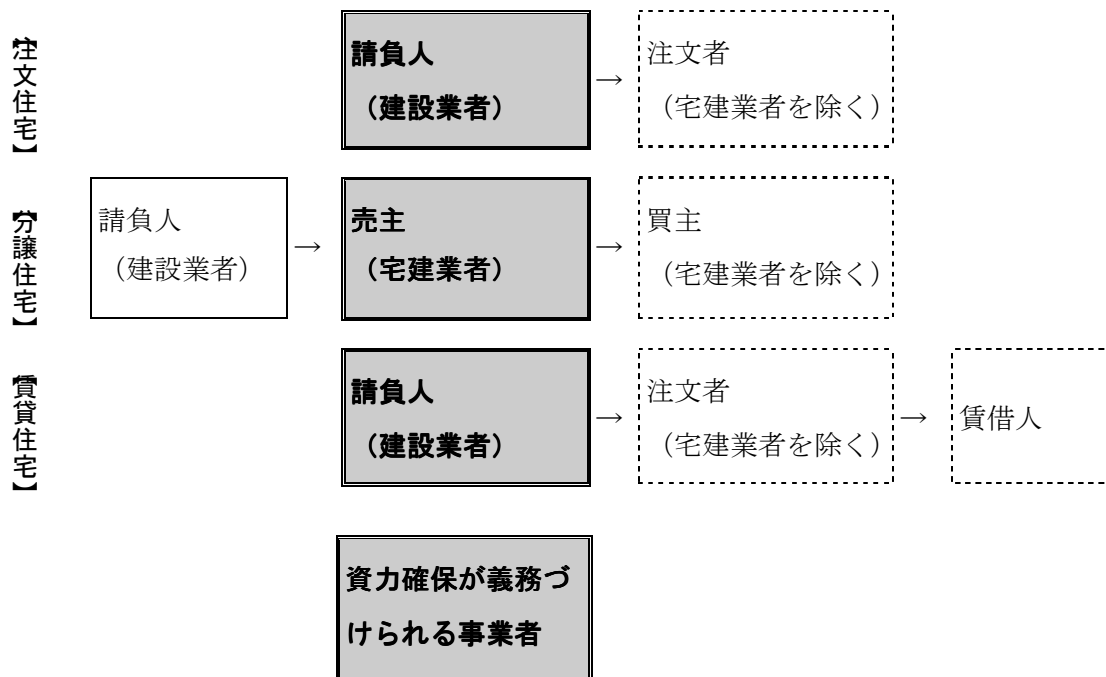 【注文住宅】
請負人
（建設業者）
→
注文者
（宅建業者を除く）
【分譲住宅】
請負人
（建設業者）
→
売主
（宅建業者）
→
買主
（宅建業者を除く）
【賃貸住宅】
請負人
（建設業者）
→
注文者
（宅建業者を除く）
→
賃借人
資力確保が義務づ
けられる事業者